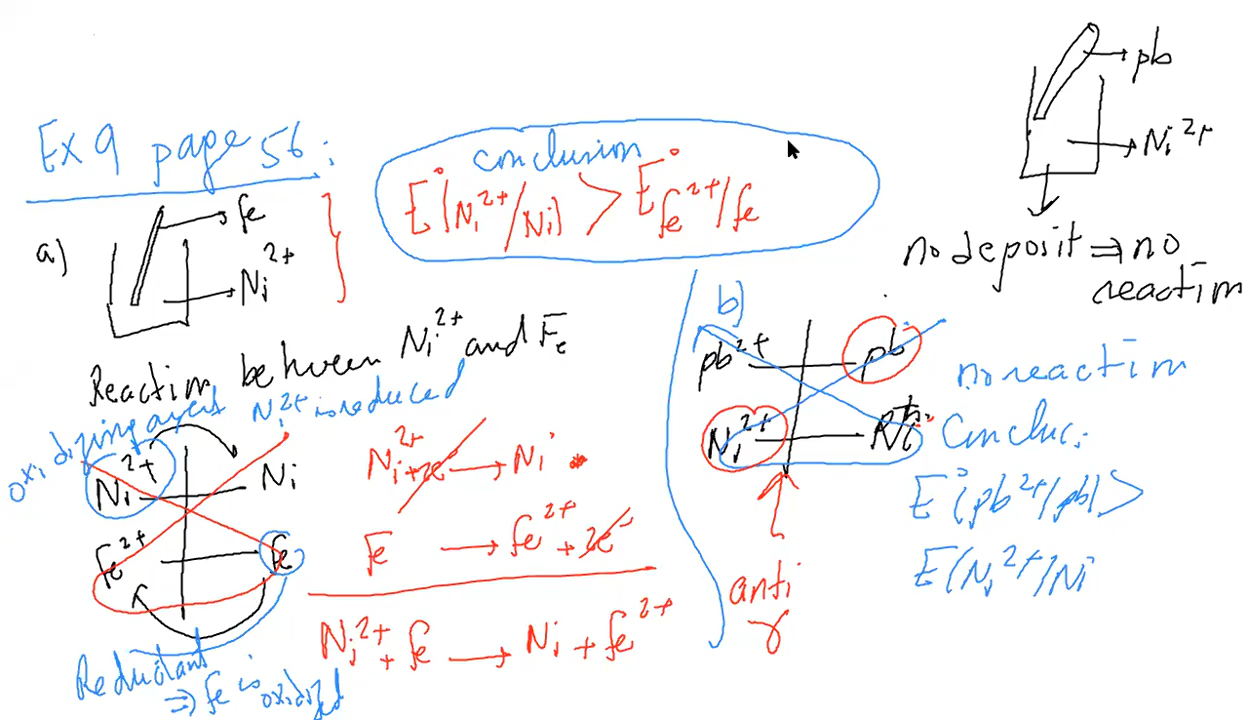 Ex 9 page 56:
conclusion
E°(Ni²⁺/Ni) > E°fe²⁺/fe
pb
Ni²⁺
no deposit ⇒ no
reaction
a)
fe
Ni²⁺
Reaction between Ni²⁺ and Fe
oxidizing agent
Ni²⁺ is reduced
Ni²⁺ Ni
Fe²⁺ fe
Reductant
⇒ fe is
oxidized
Ni²⁺ + 2e⁻ → Ni
Fe → fe²⁺ + 2e⁻
Ni²⁺ + fe → Ni + fe²⁺
b)
pb²⁺ pb
Ni²⁺ Ni
anti
γ
no reaction
Concluc:
E°(pb²⁺/pb) >
E(Ni²⁺/Ni